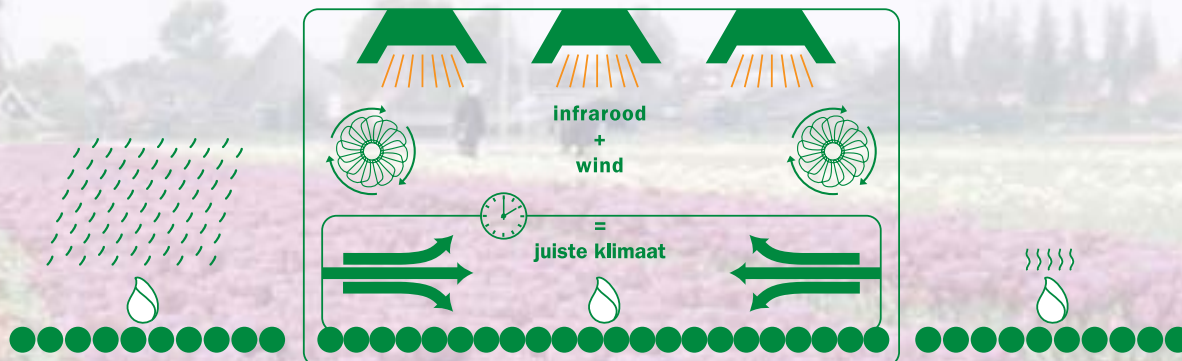 infrarood
+
wind
=
juiste klimaat